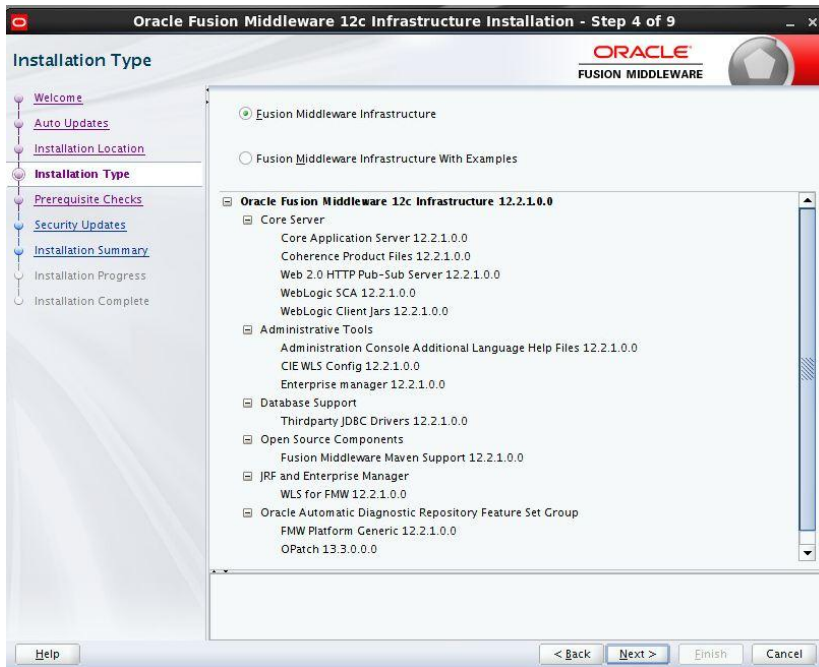 Oracle Fusion Middleware 12c Infrastructure Installation - Step 4 of 9
Installation Type
ORACLE
FUSION MIDDLEWARE
Welcome
Auto Updates
Installation Location
Installation Type
Prerequisite Checks
Security Updates
Installation Summary
Installation Progress
Installation Complete
Fusion Middleware Infrastructure
Fusion Middleware Infrastructure With Examples
Oracle Fusion Middleware 12c Infrastructure 12.2.1.0.0
Core Server
Core Application Server 12.2.1.0.0
Coherence Product Files 12.2.1.0.0
Web 2.0 HTTP Pub-Sub Server 12.2.1.0.0
WebLogic SCA 12.2.1.0.0
WebLogic Client Jars 12.2.1.0.0
Administrative Tools
Administration Console Additional Language Help Files 12.2.1.0.0
CIE WLS Config 12.2.1.0.0
Enterprise manager 12.2.1.0.0
Database Support
Thirdparty JDBC Drivers 12.2.1.0.0
Open Source Components
Fusion Middleware Maven Support 12.2.1.0.0
JRF and Enterprise Manager
WLS for FMW 12.2.1.0.0
Oracle Automatic Diagnostic Repository Feature Set Group
FMW Platform Generic 12.2.1.0.0
OPatch 13.3.0.0.0
Help
< Back
Next >
Finish
Cancel